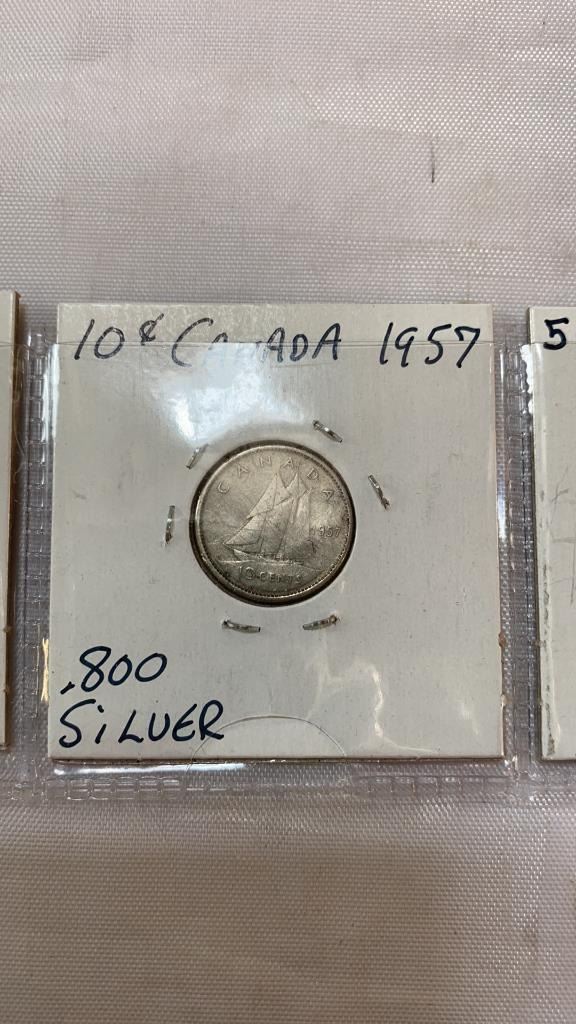 10¢ CANADA 1957
5
CANADA
1957
10 CENTS
.800
SiLVER